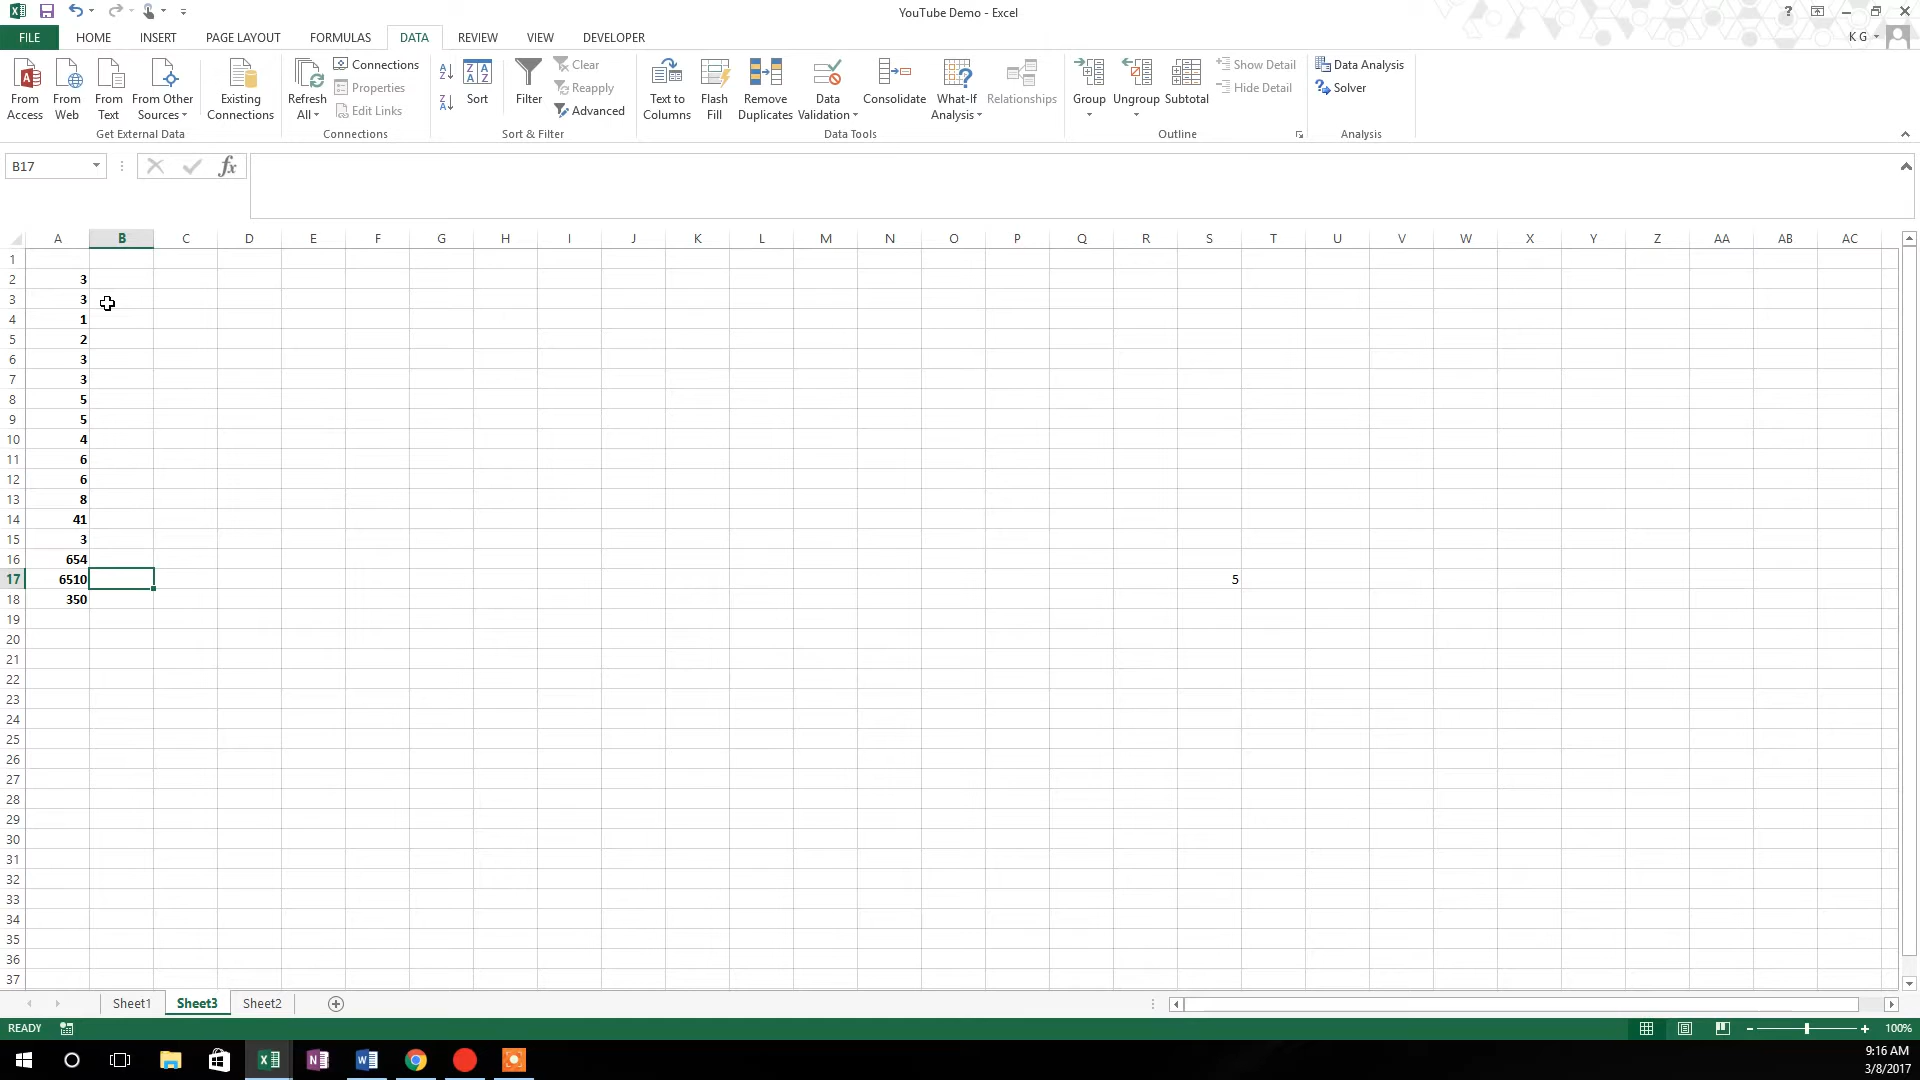 YouTube Demo - Excel
?
FILE HOME INSERT PAGE LAYOUT FORMULAS DATA REVIEW VIEW DEVELOPER K G
From Access
From Web
From Text
From Other Sources
Get External Data
Existing Connections
Refresh All
Connections
Properties
Edit Links
Connections
Sort
Filter
Clear
Reapply
Advanced
Sort & Filter
Text to Columns
Flash Fill
Remove Duplicates
Data Validation
Consolidate
What-If Analysis
Relationships
Data Tools
Group
Ungroup
Subtotal
Show Detail
Hide Detail
Outline
Data Analysis
Solver
Analysis
B17 fx
A B C D E F G H I J K L M N O P Q R S T U V W X Y Z AA AB AC
1
2 3
3 3
4 1
5 2
6 3
7 3
8 5
9 5
10 4
11 6
12 6
13 8
14 41
15 3
16 654
17 6510 5
18 350
19
20
21
22
23
24
25
26
27
28
29
30
31
32
33
34
35
36
37
Sheet1 Sheet3 Sheet2
READY 100%
9:16 AM
3/8/2017